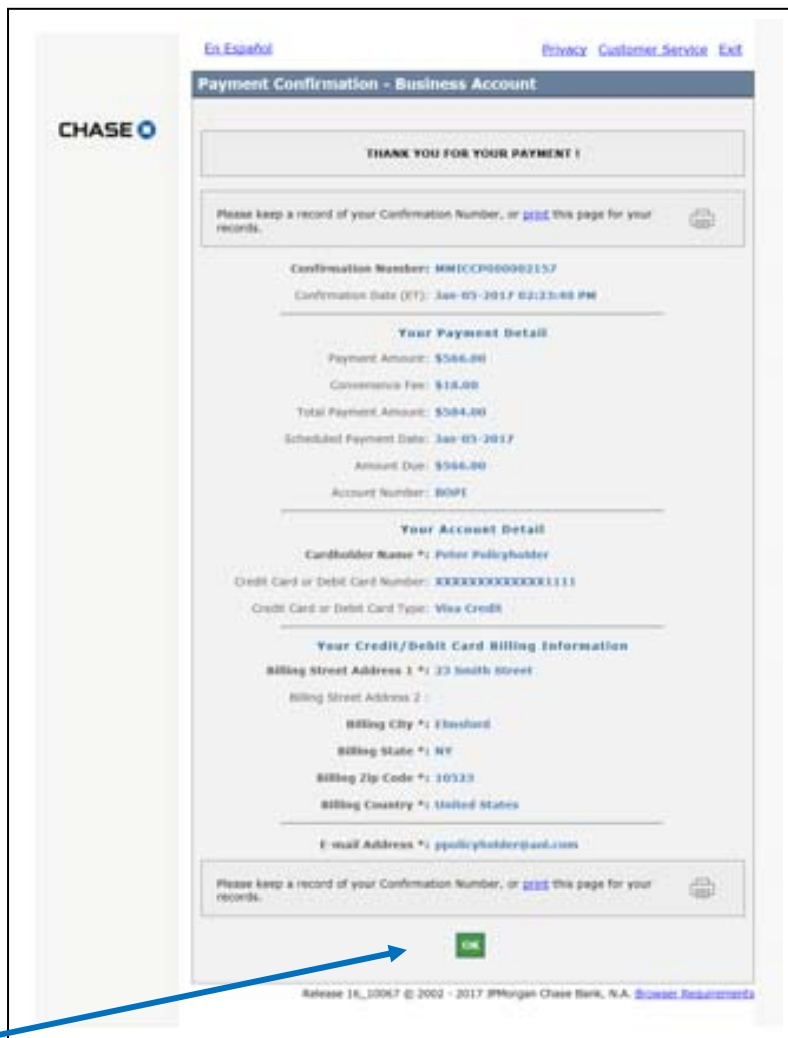 En Español Privacy Customer Service Exit
Payment Confirmation - Business Account
CHASE
THANK YOU FOR YOUR PAYMENT !
Please keep a record of your Confirmation Number, or print this page for your
records.
Confirmation Number: MMICCP000002157
Confirmation Date (ET): Jan-05-2017 02:23:40 PM
Your Payment Detail
Payment Amount: $566.00
Convenience Fee: $18.00
Total Payment Amount: $584.00
Scheduled Payment Date: Jan-05-2017
Amount Due: $566.00
Account Number: BOPI
Your Account Detail
Cardholder Name *: Peter Policyholder
Credit Card or Debit Card Number: XXXXXXXXXXXX1111
Credit Card or Debit Card Type: Visa Credit
Your Credit/Debit Card Billing Information
Billing Street Address 1 *: 23 Smith Street
Billing Street Address 2 :
Billing City *: Elmsford
Billing State *: NY
Billing Zip Code *: 10523
Billing Country *: United States
E-mail Address *: ppolicyholder@aol.com
Please keep a record of your Confirmation Number, or print this page for your
records.
OK
Release 16_10067 © 2002 - 2017 JPMorgan Chase Bank, N.A. Browser Requirements